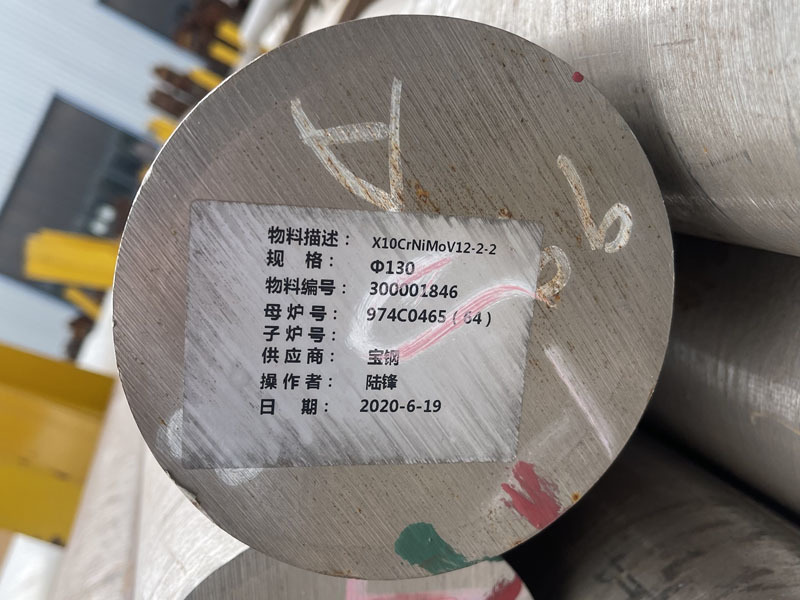 物料描述： X10CrNiMoV12-2-2
规 格： Φ130
物料编号： 300001846
母 炉 号： 974C0465（64）
子 炉 号：
供 应 商： 宝钢
操 作 者： 陆锋
日 期： 2020-6-19
A